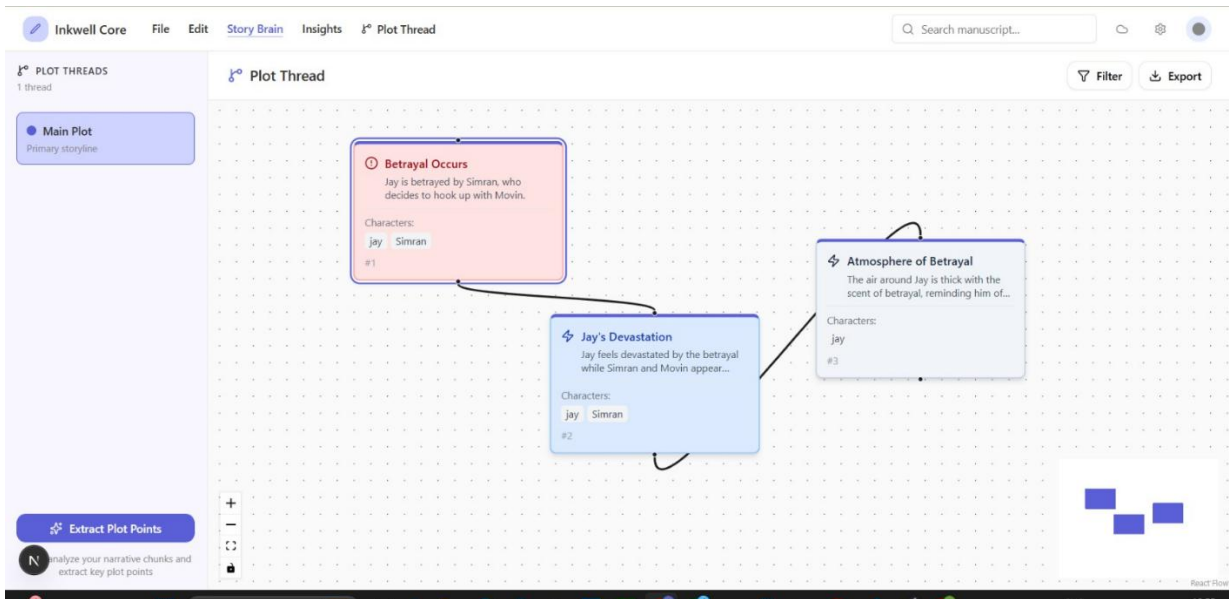 Inkwell Core File Edit Story Brain Insights Plot Thread Search manuscript...
PLOT THREADS
1 thread
Main Plot
Primary storyline
Plot Thread
Filter Export
Betrayal Occurs
Jay is betrayed by Simran, who
decides to hook up with Movin.
Characters:
jay Simran
#1
Jay's Devastation
Jay feels devastated by the betrayal
while Simran and Movin appear...
Characters:
jay Simran
#2
Atmosphere of Betrayal
The air around Jay is thick with the
scent of betrayal, reminding him of...
Characters:
jay
#3
Extract Plot Points
N
analyze your narrative chunks and
extract key plot points
React Flow